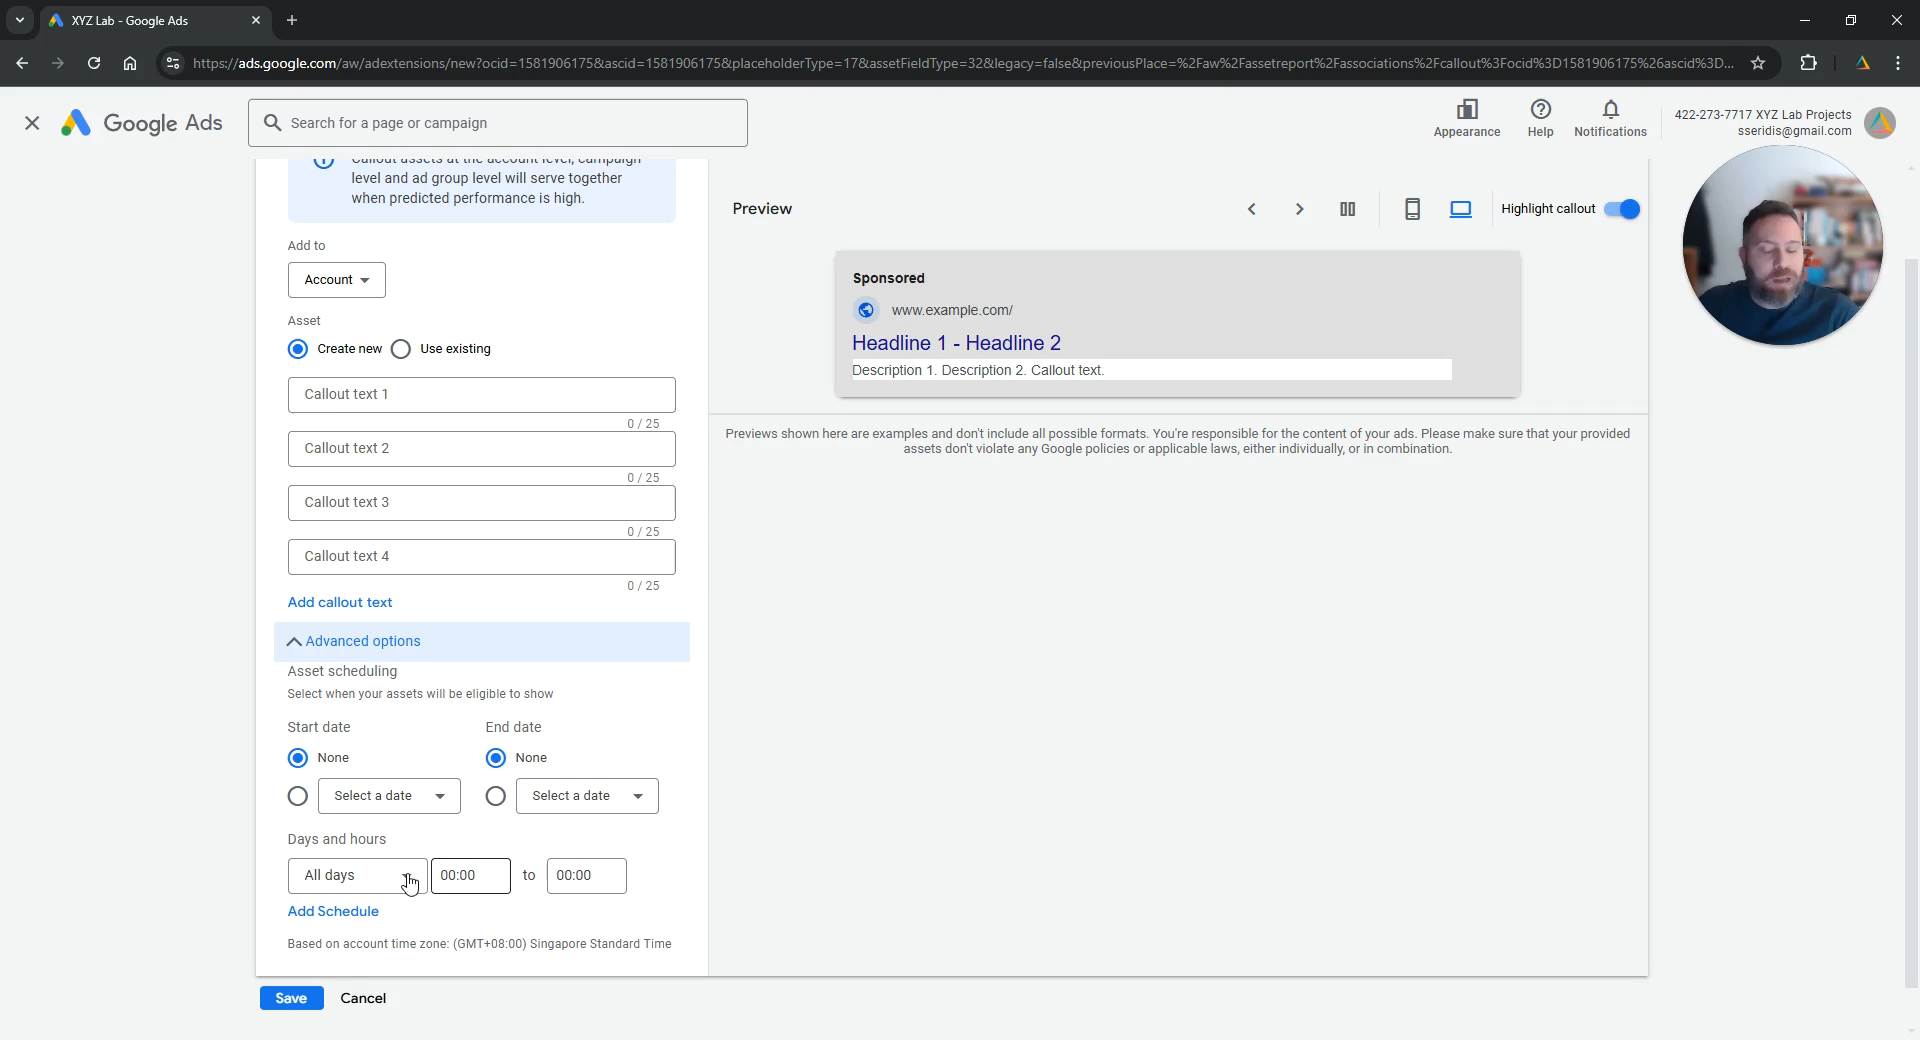 XYZ Lab - Google Ads
https://ads.google.com/aw/adextensions/new?ocid=1581906175&ascid=1581906175&placeholderType=17&assetFieldType=32&legacy=false&previousPlace=%2Faw%2Fassetreport%2Fassociations%2Fcallout%3Focid%3D1581906175%26ascid%3D...
Google Ads
Search for a page or campaign
Appearance
Help
Notifications
422-273-7717 XYZ Lab Projects
sseridis@gmail.com
Callout assets at the account level, campaign
level and ad group level will serve together
when predicted performance is high.
Add to
Account
Asset
Create new
Use existing
Callout text 1
0 / 25
Callout text 2
0 / 25
Callout text 3
0 / 25
Callout text 4
0 / 25
Add callout text
Advanced options
Asset scheduling
Select when your assets will be eligible to show
Start date
End date
None
None
Select a date
Select a date
Days and hours
All days
00:00
to
00:00
Add Schedule
Based on account time zone: (GMT+08:00) Singapore Standard Time
Save
Cancel
Preview
Highlight callout
Sponsored
www.example.com/
Headline 1 - Headline 2
Description 1. Description 2. Callout text.
Previews shown here are examples and don't include all possible formats. You're responsible for the content of your ads. Please make sure that your provided
assets don't violate any Google policies or applicable laws, either individually, or in combination.